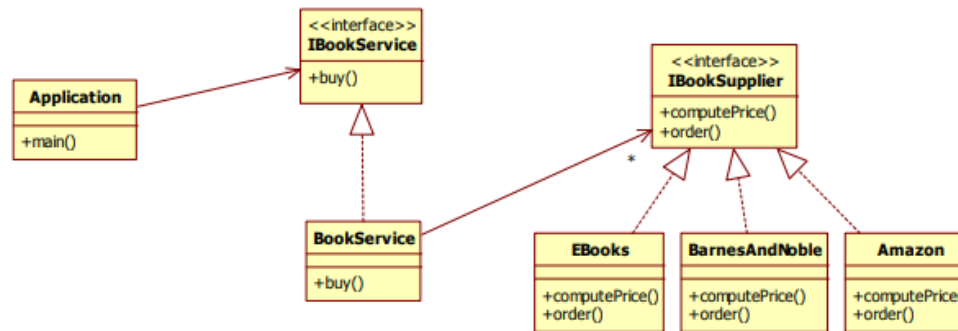 <<interface>>
IBookService
+buy()
Application
+main()
<<interface>>
IBookSupplier
+computePrice()
+order()
*
BookService
+buy()
EBooks
+computePrice()
+order()
BarnesAndNoble
+computePrice()
+order()
Amazon
+computePrice()
+order()